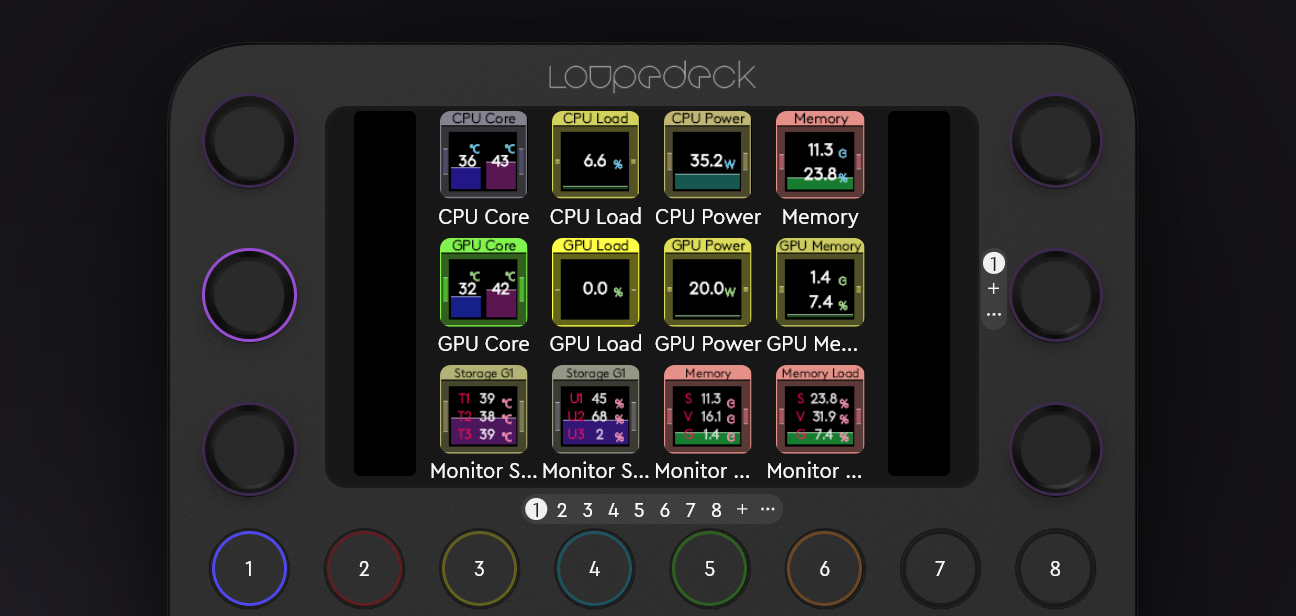 Loupedeck
CPU Core CPU Load CPU Power Memory
℃ ℃
36 43 6.6 % 35.2W 11.3 G
23.8%
CPU Core CPU Load CPU Power Memory
GPU Core GPU Load GPU Power GPU Memory
℃ ℃
32 42 0.0 % 20.0W 1.4 G
7.4 %
GPU Core GPU Load GPU Power GPU Me...
1
+
...
Storage G1 Storage G1 Memory Memory Load
T1 39 ℃ U1 45 % S 11.3 G S 23.8 %
T2 38 ℃ U2 68 % V 16.1 G V 31.9 %
T3 39 ℃ U3 2 % G 1.4 G G 7.4 %
Monitor S... Monitor S... Monitor ... Monitor ...
1 2 3 4 5 6 7 8 + ...
1 2 3 4 5 6 7 8